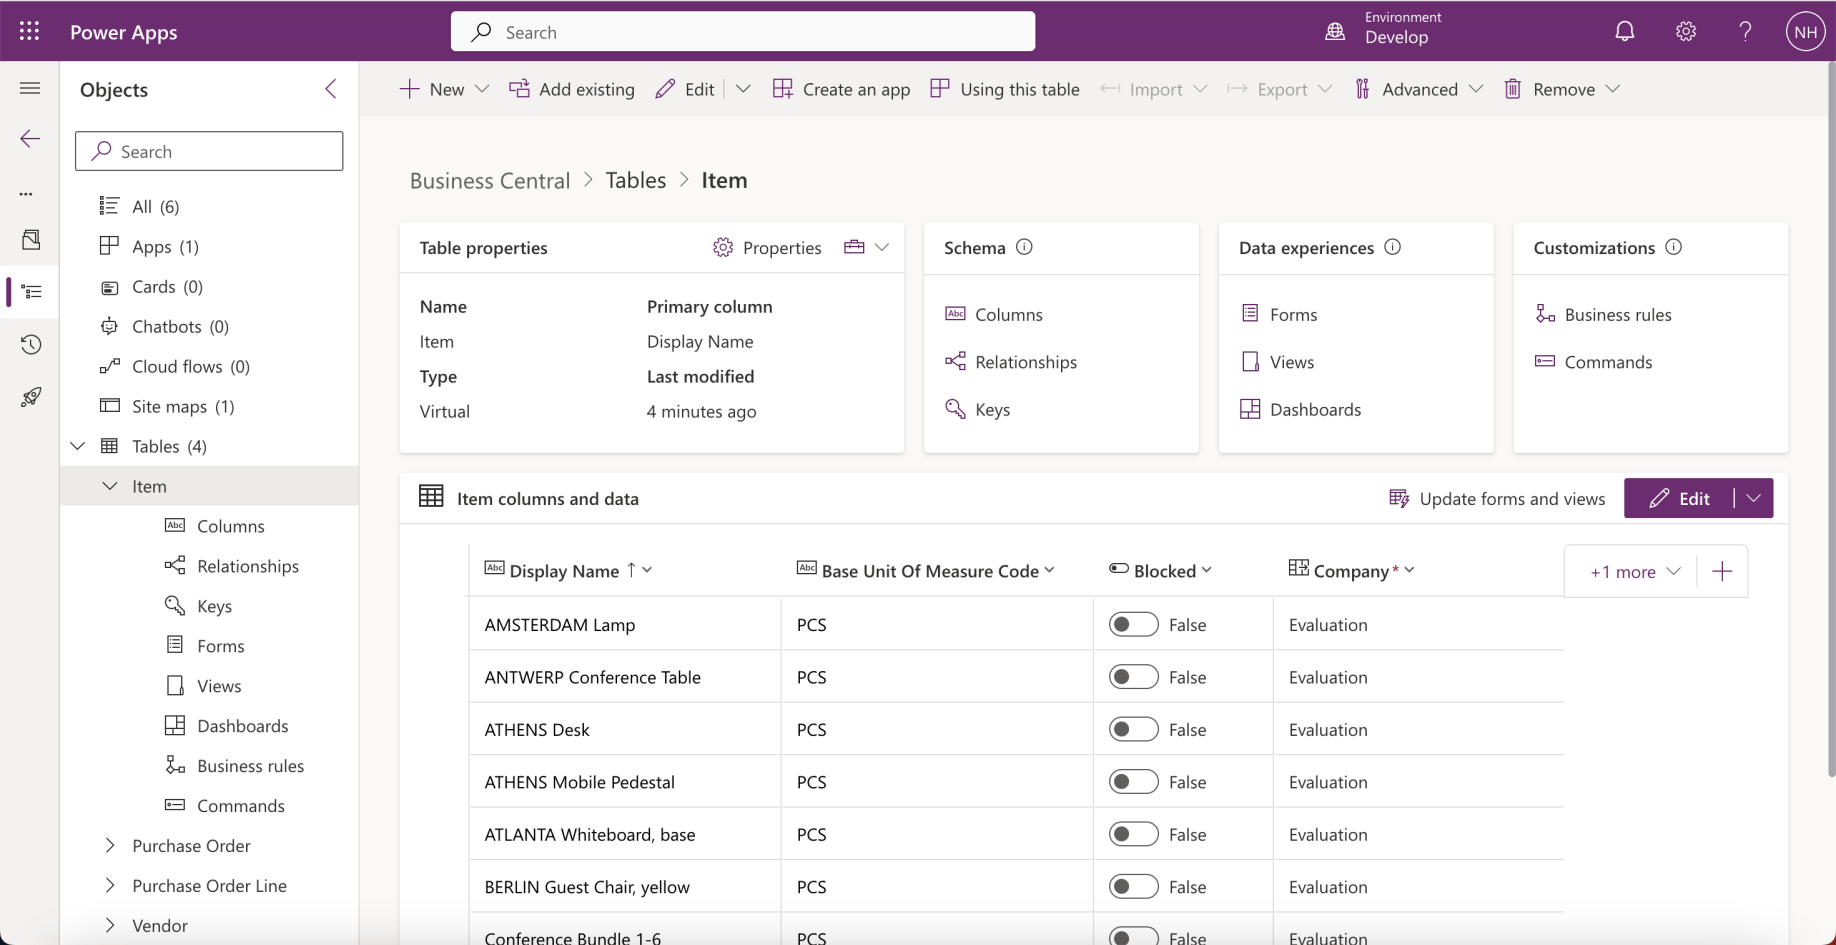 Power Apps
Search
Environment
Develop
NH
Objects
Search
All (6)
Apps (1)
Cards (0)
Chatbots (0)
Cloud flows (0)
Site maps (1)
Tables (4)
Item
Columns
Relationships
Keys
Forms
Views
Dashboards
Business rules
Commands
Purchase Order
Purchase Order Line
Vendor
New Add existing Edit Create an app Using this table Import Export Advanced Remove
Business Central > Tables > Item
Table properties Properties
Name Primary column
Item Display Name
Type Last modified
Virtual 4 minutes ago
Schema
Columns
Relationships
Keys
Data experiences
Forms
Views
Dashboards
Customizations
Business rules
Commands
Item columns and data Update forms and views Edit
Abc Display Name ↑ Abc Base Unit Of Measure Code Blocked Company * +1 more
AMSTERDAM Lamp PCS False Evaluation
ANTWERP Conference Table PCS False Evaluation
ATHENS Desk PCS False Evaluation
ATHENS Mobile Pedestal PCS False Evaluation
ATLANTA Whiteboard, base PCS False Evaluation
BERLIN Guest Chair, yellow PCS False Evaluation
Conference Bundle 1-6 PCS False Evaluation